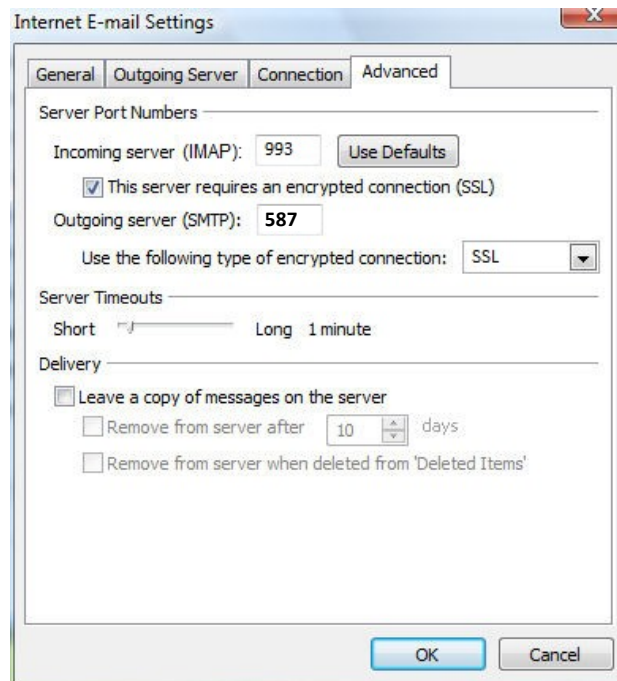 Internet E-mail Settings
X
General Outgoing Server Connection Advanced
Server Port Numbers
Incoming server (IMAP): 993 Use Defaults
This server requires an encrypted connection (SSL)
Outgoing server (SMTP): 587
Use the following type of encrypted connection: SSL
Server Timeouts
Short Long 1 minute
Delivery
Leave a copy of messages on the server
Remove from server after 10 days
Remove from server when deleted from 'Deleted Items'
OK Cancel